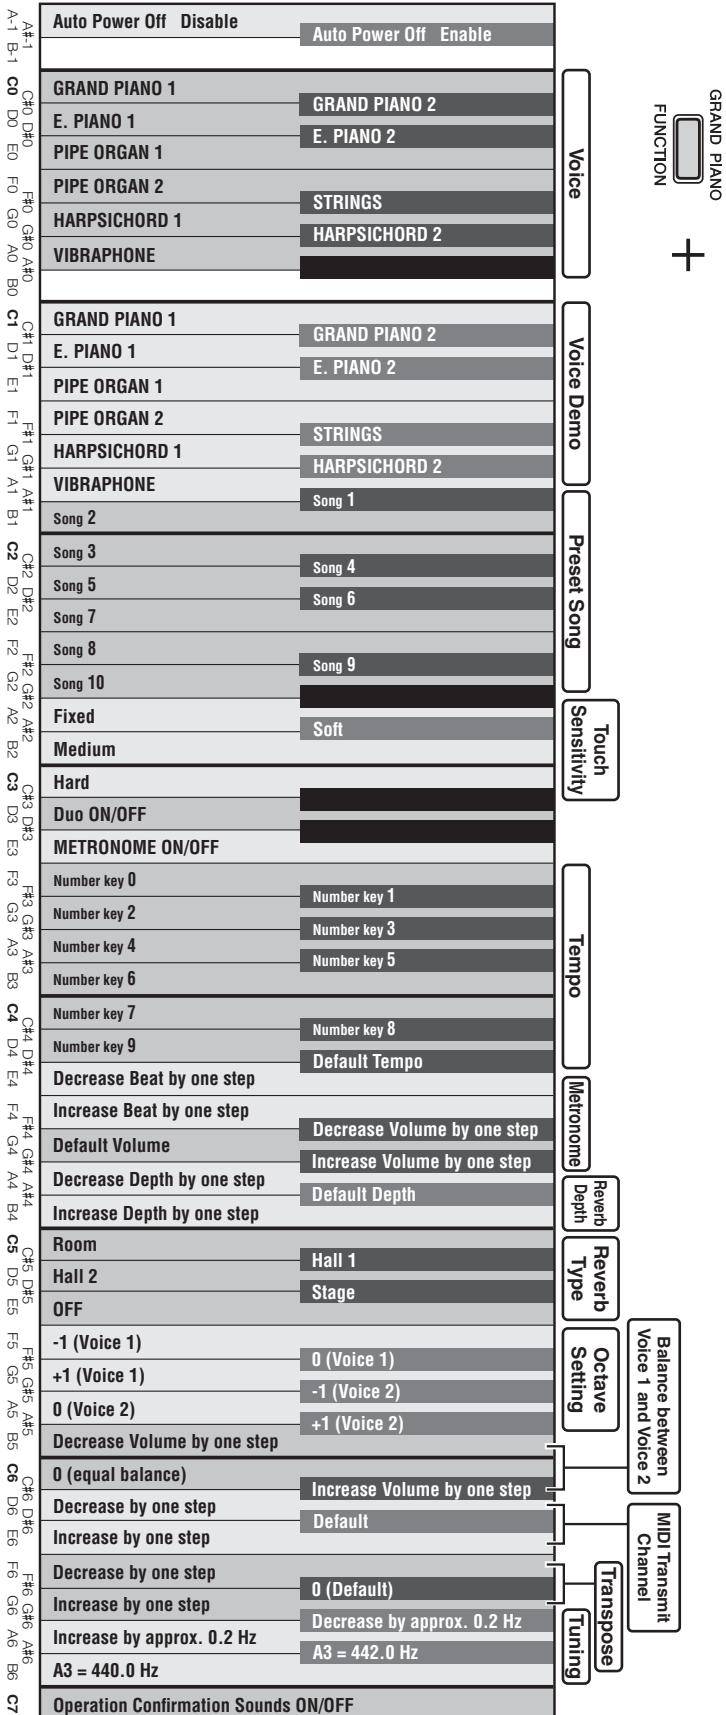 GRAND PIANO
FUNCTION
+
A-1 B-1
A#-1
C0 D0 E0 F0 G0 A0 B0
C#0 D#0 F#0 G#0 A#0
C1 D1 E1 F1 G1 A1 B1
C#1 D#1 F#1 G#1 A#1
C2 D2 E2 F2 G2 A2 B2
C#2 D#2 F#2 G#2 A#2
C3 D3 E3 F3 G3 A3 B3
C#3 D#3 F#3 G#3 A#3
C4 D4 E4 F4 G4 A4 B4
C#4 D#4 F#4 G#4 A#4
C5 D5 E5 F5 G5 A5 B5
C#5 D#5 F#5 G#5 A#5
C6 D6 E6 F6 G6 A6 B6
C#6 D#6 F#6 G#6 A#6
C7
Auto Power Off Disable
Auto Power Off Enable
Voice
GRAND PIANO 1
GRAND PIANO 2
E. PIANO 1
E. PIANO 2
PIPE ORGAN 1
PIPE ORGAN 2
STRINGS
HARPSICHORD 1
HARPSICHORD 2
VIBRAPHONE
Voice Demo
GRAND PIANO 1
GRAND PIANO 2
E. PIANO 1
E. PIANO 2
PIPE ORGAN 1
PIPE ORGAN 2
STRINGS
HARPSICHORD 1
HARPSICHORD 2
VIBRAPHONE
Preset Song
Song 1
Song 2
Song 3
Song 4
Song 5
Song 6
Song 7
Song 8
Song 9
Song 10
Touch
Sensitivity
Fixed
Soft
Medium
Hard
Duo ON/OFF
METRONOME ON/OFF
Tempo
Number key 0
Number key 1
Number key 2
Number key 3
Number key 4
Number key 5
Number key 6
Number key 7
Number key 8
Number key 9
Default Tempo
Metronome
Decrease Beat by one step
Increase Beat by one step
Decrease Volume by one step
Default Volume
Increase Volume by one step
Reverb
Depth
Decrease Depth by one step
Default Depth
Increase Depth by one step
Reverb
Type
Room
Hall 1
Hall 2
Stage
OFF
Octave
Setting
-1 (Voice 1)
0 (Voice 1)
+1 (Voice 1)
-1 (Voice 2)
0 (Voice 2)
+1 (Voice 2)
Balance between
Voice 1 and Voice 2
Decrease Volume by one step
0 (equal balance)
Increase Volume by one step
MIDI Transmit
Channel
Decrease by one step
Default
Increase by one step
Transpose
Decrease by one step
0 (Default)
Increase by one step
Tuning
Decrease by approx. 0.2 Hz
Increase by approx. 0.2 Hz
A3 = 442.0 Hz
A3 = 440.0 Hz
Operation Confirmation Sounds ON/OFF